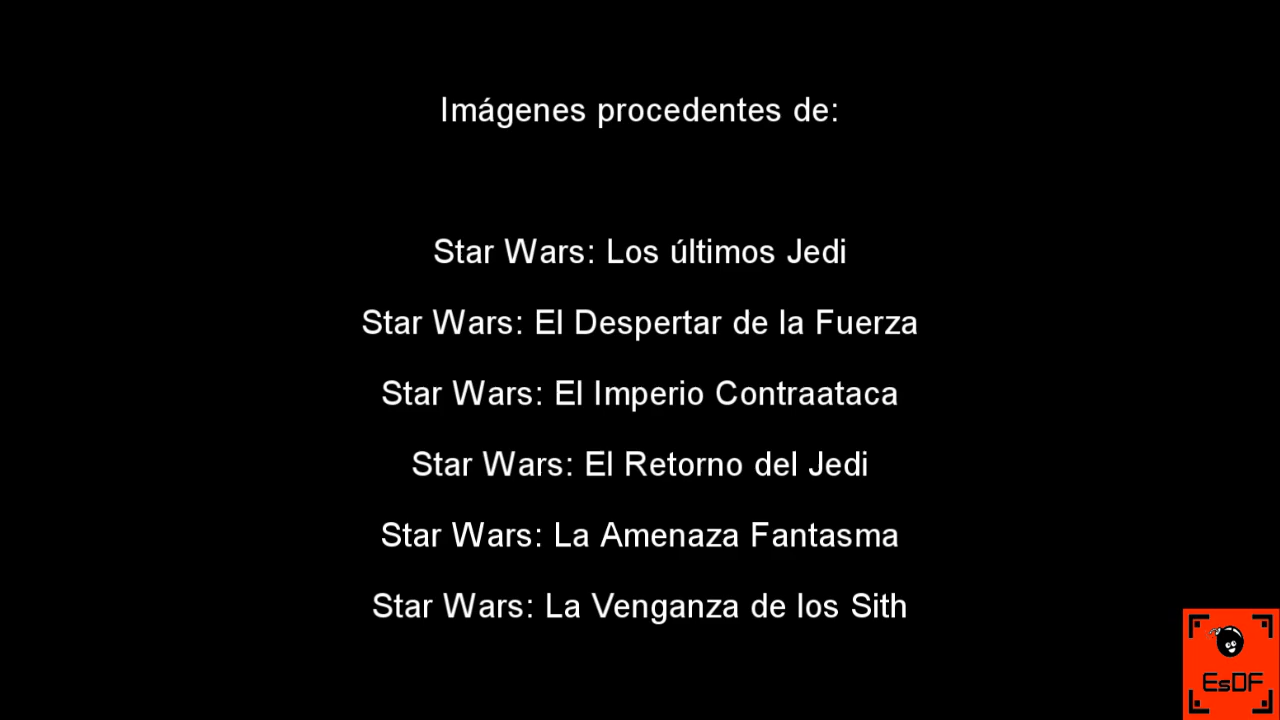 Imágenes procedentes de:
Star Wars: Los últimos Jedi
Star Wars: El Despertar de la Fuerza
Star Wars: El Imperio Contraataca
Star Wars: El Retorno del Jedi
Star Wars: La Amenaza Fantasma
Star Wars: La Venganza de los Sith
EsDF